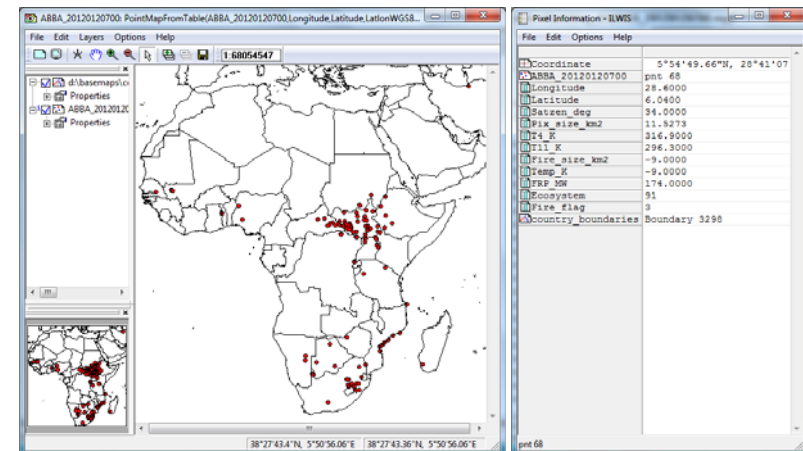 ABBA_20120120700: PointMapFromTable(ABBA_20120120700,Longitude,Latitude,LatlonWGS8...
File Edit Layers Options Help
1:68054547
d:\basemaps\cc
Properties
ABBA_2012012C
Properties
38°27'43.4"N, 5°50'56.06"E 38°27'43.36"N, 5°50'56.06"E
Pixel Information - ILWIS
File Edit Options Help
Coordinate 5°54'49.66"N, 28°41'07
ABBA_20120120700 pnt 68
Longitude 28.6000
Latitude 6.0400
Satzen_deg 34.0000
Pix_size_km2 11.5273
T4_K 316.9000
T11_K 296.3000
Fire_size_km2 -9.0000
Temp_K -9.0000
FRP_MW 174.0000
Ecosystem 91
Fire_flag 3
country_boundaries Boundary 3298
pnt 68